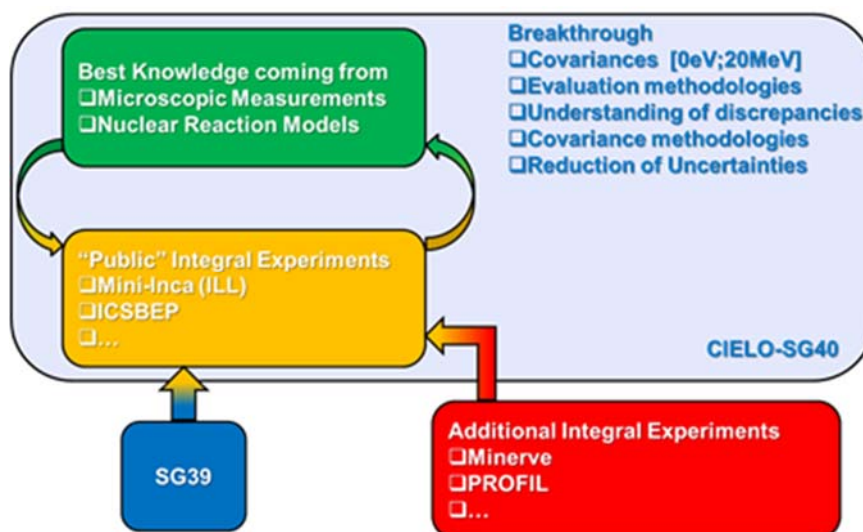 Best Knowledge coming from
❑Microscopic Measurements
❑Nuclear Reaction Models
Breakthrough
❑Covariances [0eV;20MeV]
❑Evaluation methodologies
❑Understanding of discrepancies
❑Covariance methodologies
❑Reduction of Uncertainties
“Public” Integral Experiments
❑Mini-Inca (ILL)
❑ICSBEP
❑...
CIELO-SG40
SG39
Additional Integral Experiments
❑Minerve
❑PROFIL
❑...